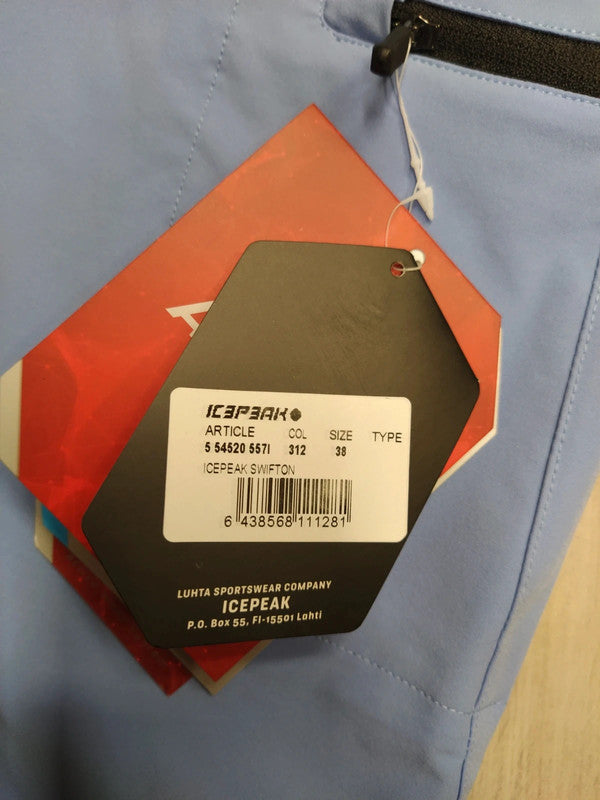 A
ICEPEAK
ARTICLE COL SIZE TYPE
5 54520 557I 312 38
ICEPEAK SWIFTON
6 438568 111281
LUHTA SPORTSWEAR COMPANY
ICEPEAK
P.O. Box 55, FI-15501 Lahti